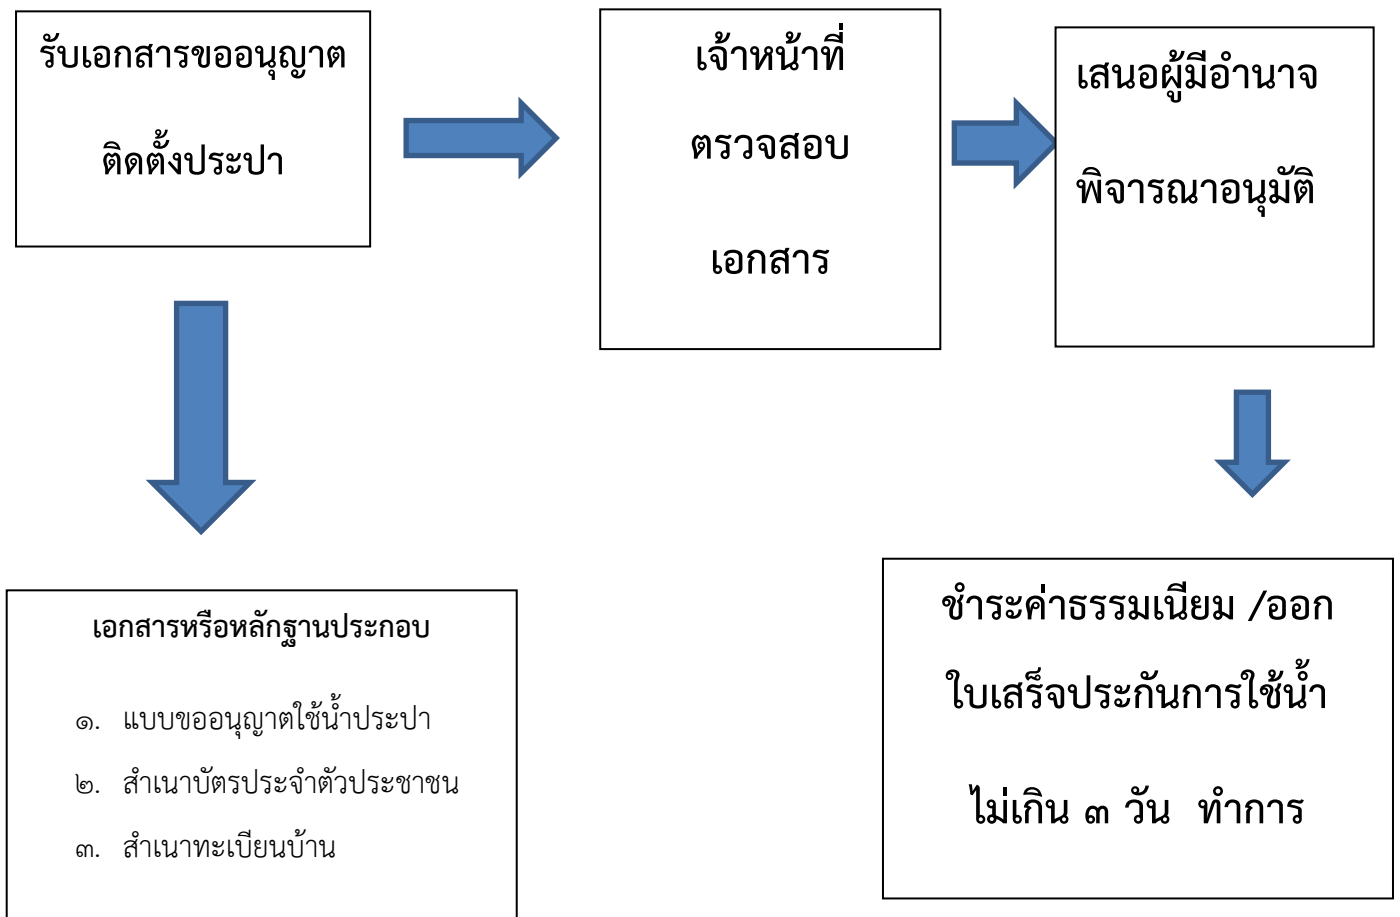 รับเอกสารขออนุญาต
ติดตั้งประปา
เจ้าหน้าที่
ตรวจสอบ
เอกสาร
เสนอผู้มีอำนาจ
พิจารณาอนุมัติ
เอกสารหรือหลักฐานประกอบ
๑. แบบขออนุญาตใช้น้ำประปา
๒. สำเนาบัตรประจำตัวประชาชน
๓. สำเนาทะเบียนบ้าน
ชำระค่าธรรมเนียม /ออก
ใบเสร็จประกันการใช้น้ำ
ไม่เกิน ๓ วัน ทำการ